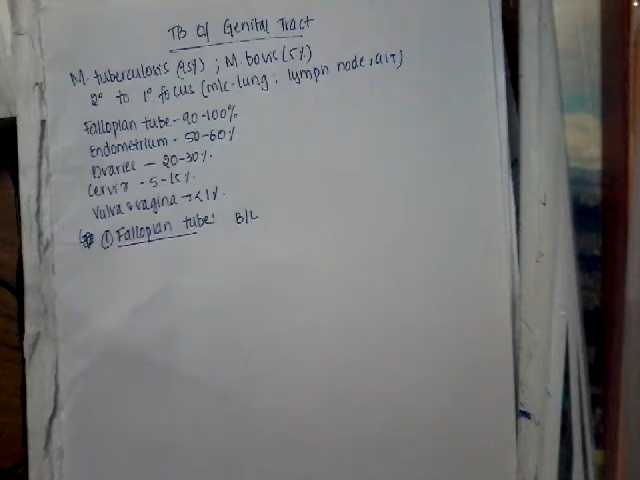 TB Of Genital Tract
M. tuberculosis (95%) ; M. bovis (5%)
2° to 1° focus (m/c - lung, lymph node, GIT)
Fallopian tube - 90-100%
Endometrium - 50-60%
Ovaries - 20-30%
Cervix - 5-15%
Vulva & vagina → <1%
① Fallopian tube: B/L